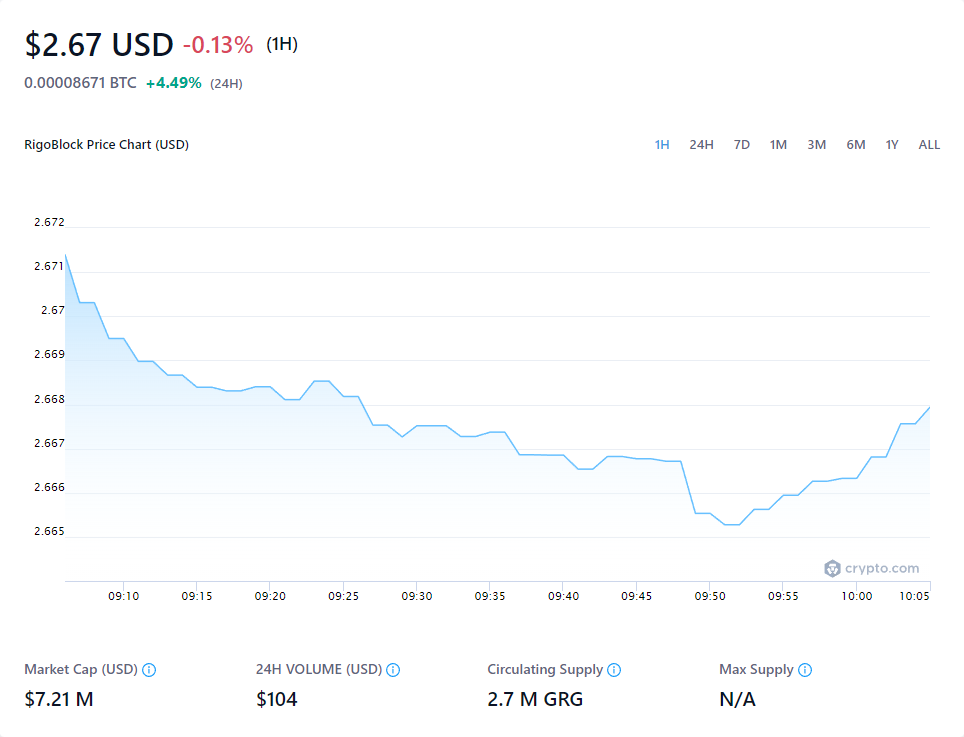 $2.67 USD -0.13% (1H)
0.00008671 BTC +4.49% (24H)
RigoBlock Price Chart (USD)
1H 24H 7D 1M 3M 6M 1Y ALL
2.672
2.671
2.67
2.669
2.668
2.667
2.666
2.665
crypto.com
09:10 09:15 09:20 09:25 09:30 09:35 09:40 09:45 09:50 09:55 10:00 10:05
Market Cap (USD) 24H VOLUME (USD) Circulating Supply Max Supply
$7.21 M $104 2.7 M GRG N/A